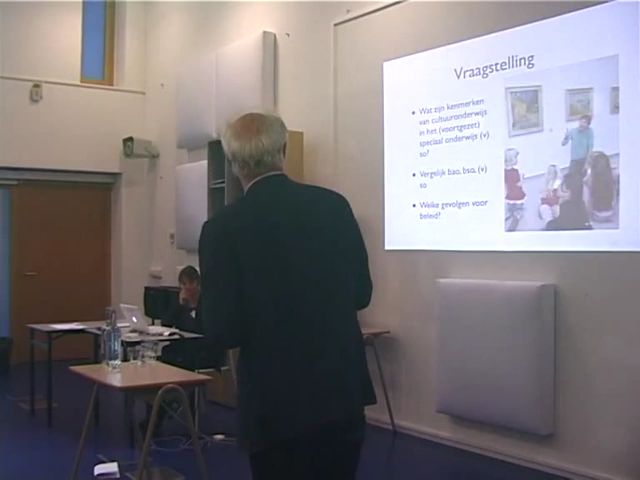 Vraagstelling
• Wat zijn kenmerken
van cultuuronderwijs
in het (voortgezet)
speciaal onderwijs (v)
so?
• Vergelijk bao, bso, (v)
so
• Welke gevolgen voor
beleid?